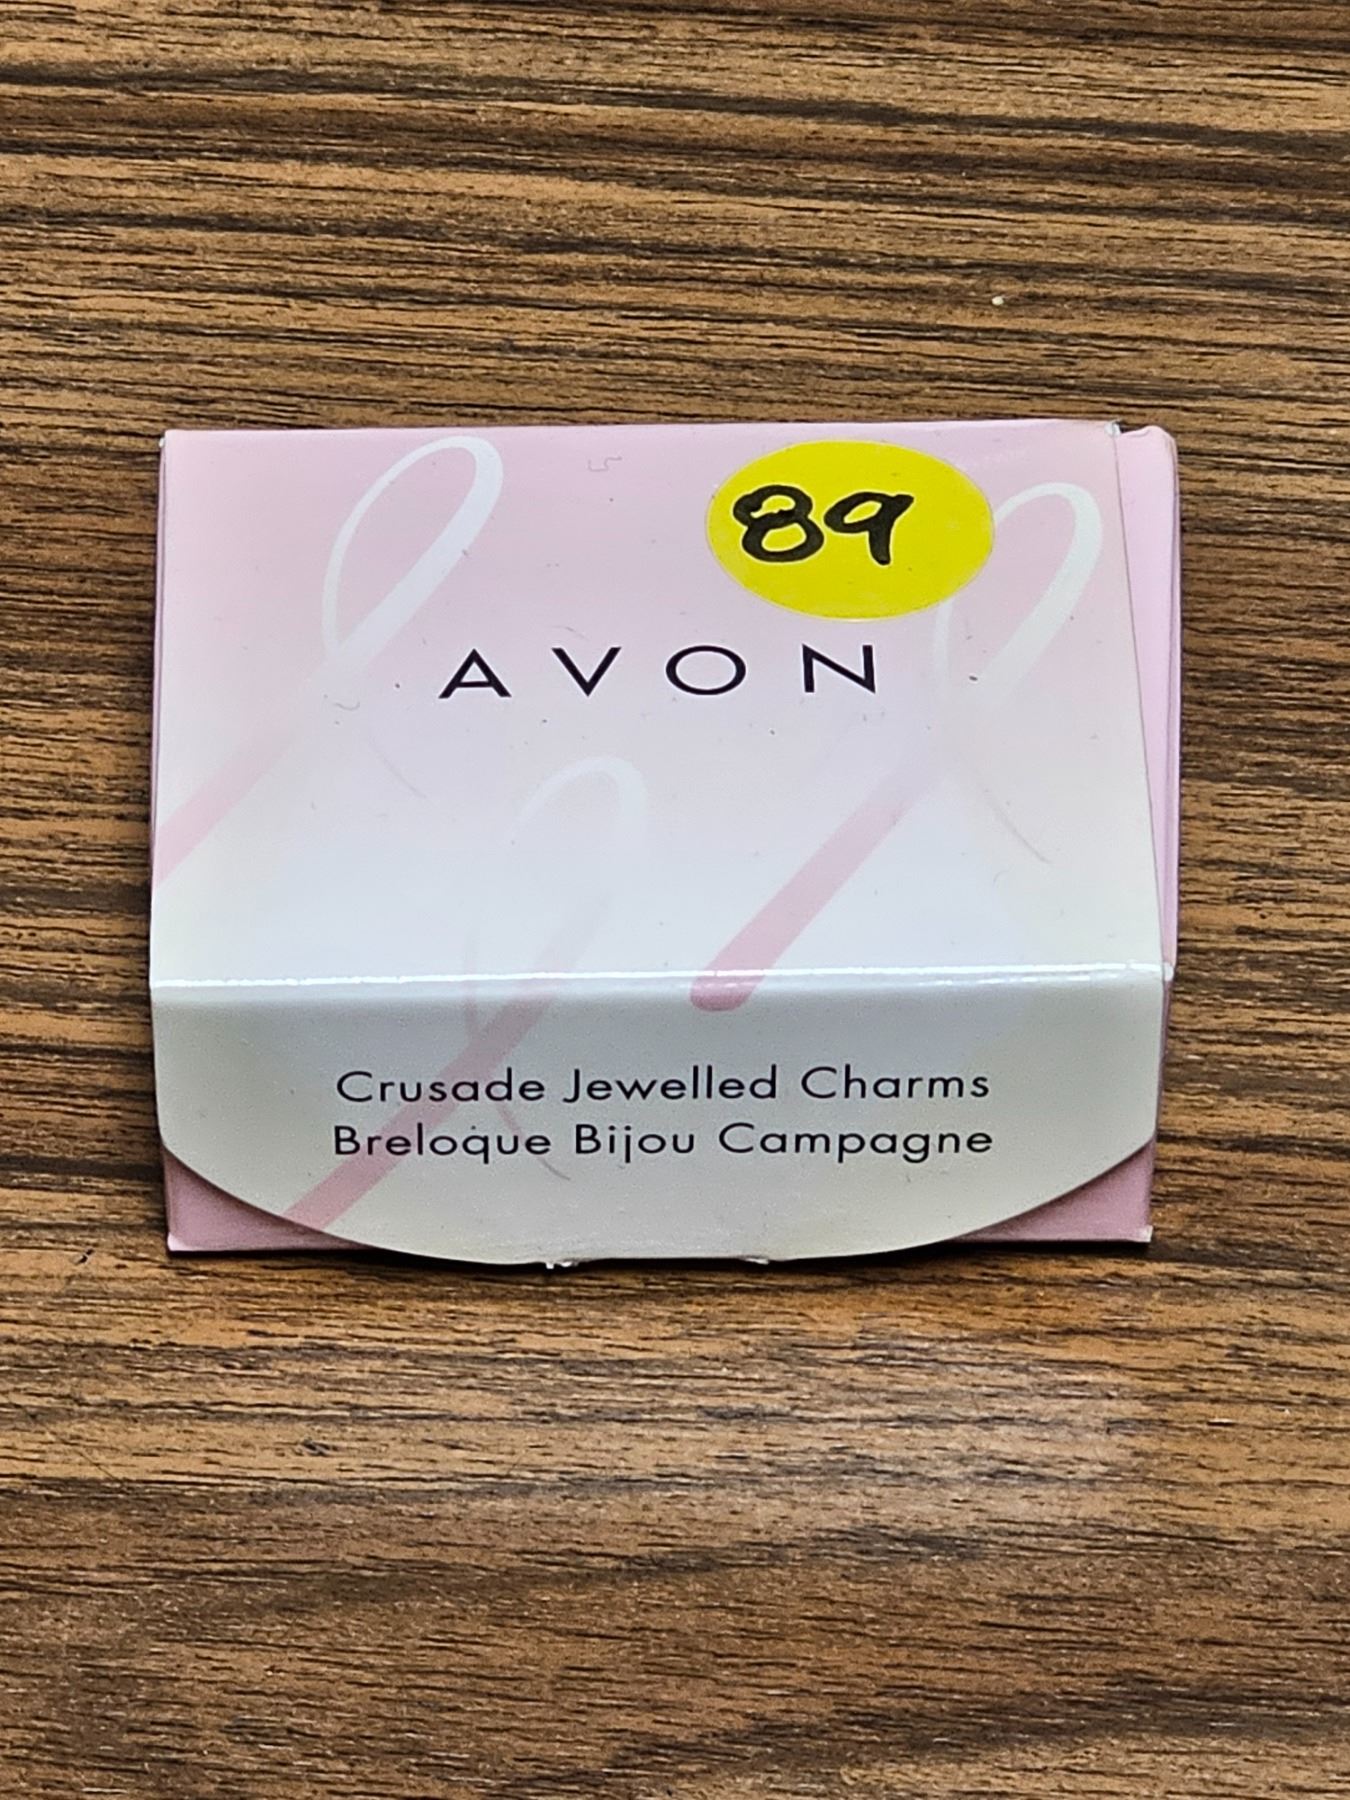 89
AVON
Crusade Jewelled Charms
Breloque Bijou Campagne